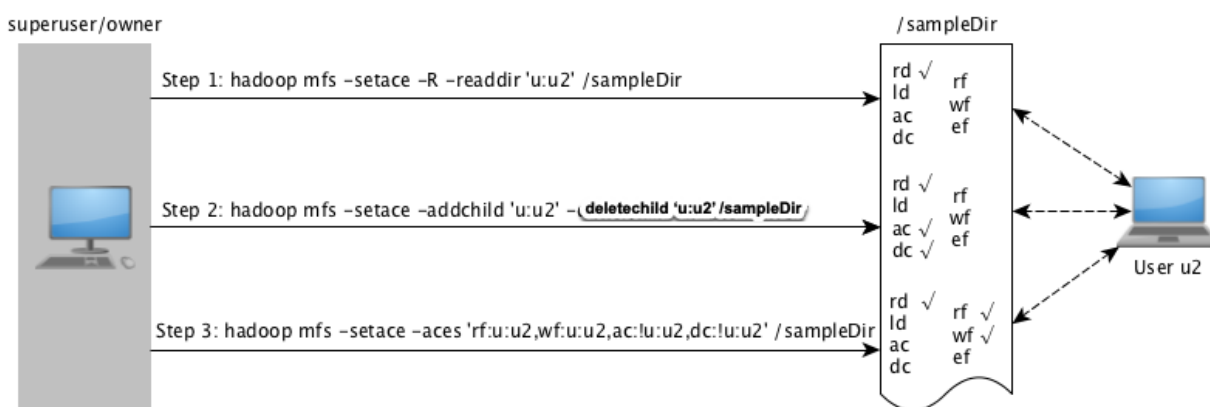 superuser/owner
/sampleDir
Step 1: hadoop mfs -setace -R -readdir 'u:u2' /sampleDir
rd √
rf
ld
wf
ac
ef
dc
Step 2: hadoop mfs -setace -addchild 'u:u2' -deletechild 'u:u2' /sampleDir
rd √
rf
ld
wf
ac √
ef
dc √
User u2
Step 3: hadoop mfs -setace -aces 'rf:u:u2,wf:u:u2,ac:!u:u2,dc:!u:u2' /sampleDir
rd √
rf √
ld
wf √
ac
ef
dc